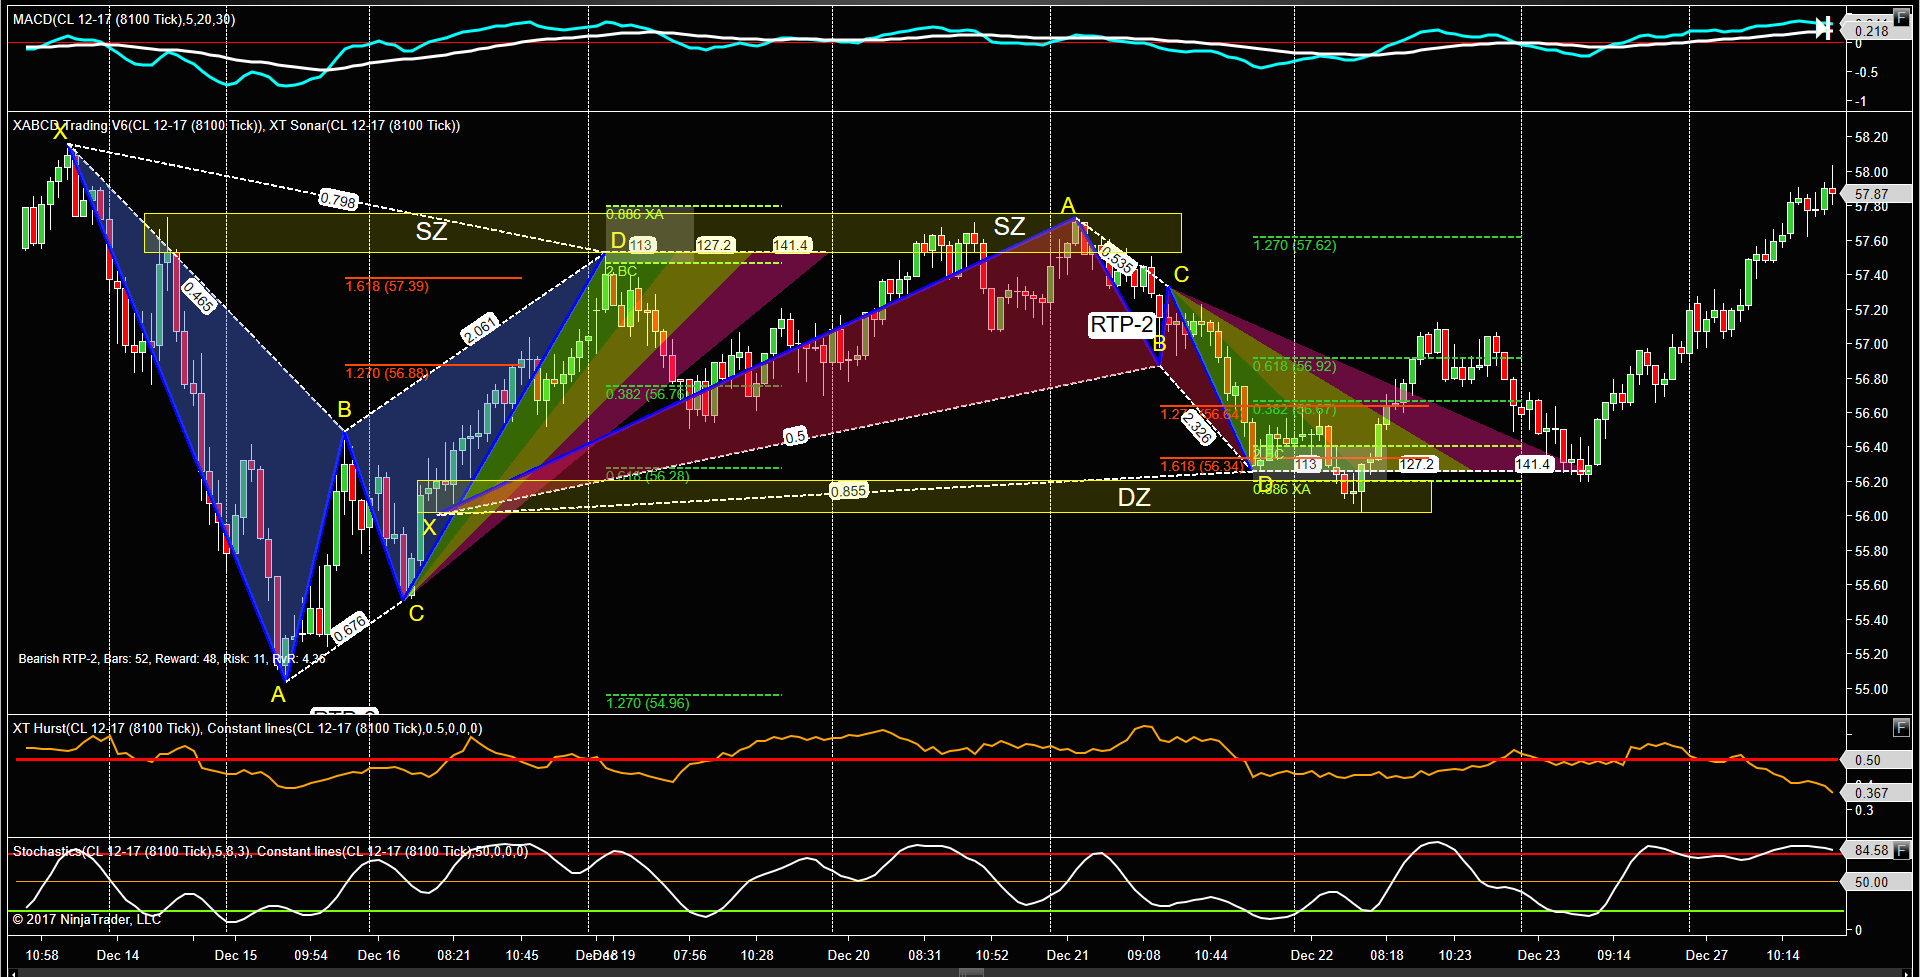 MACD(CL 12-17 (8100 Tick),5,20,30)
F
0.218
0
-0.5
-1
XABCD Trading V6(CL 12-17 (8100 Tick)), XT Sonar(CL 12-17 (8100 Tick))
X
58.20
58.00
57.87
57.80
57.60
57.40
57.20
57.00
56.80
56.60
56.40
56.20
56.00
55.80
55.60
55.40
55.20
55.00
0.798
SZ
SZ
0.886 XA
D
113
127.2
141.4
2 BC
A
0.535
C
1.270 (57.62)
0.465
1.618 (57.39)
2.061
RTP-2
B
1.270 (56.88)
0.618 (56.92)
0.382 (56.76
B
0.382 (56.67)
1.27
(56.64)
2.326
0.5
1.618 (56.34)
113
127.2
141.4
0.618 (56.28)
0.855
D
0.886 XA
DZ
X
C
0.676
Bearish RTP-2, Bars: 52, Reward: 48, Risk: 11, RvR: 4.36
A
1.270 (54.96)
XT Hurst(CL 12-17 (8100 Tick)), Constant lines(CL 12-17 (8100 Tick),0.5,0,0,0)
F
0.50
0.367
0.3
Stochastics(CL 12-17 (8100 Tick),5,8,3), Constant lines(CL 12-17 (8100 Tick),50,0,0,0)
84.58
F
50.00
0
© 2017 NinjaTrader, LLC
10:58 Dec 14 Dec 15 09:54 Dec 16 08:21 10:45 19 07:56 10:28 Dec 20 08:31 10:52 Dec 21 09:08 10:44 Dec 22 08:18 10:23 Dec 23 09:14 Dec 27 10:14